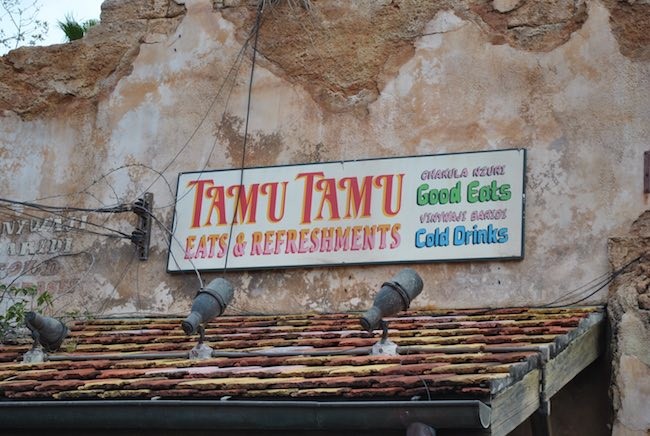 TAMU TAMU
EATS & REFRESHMENTS
CHAKULA NZURI
Good Eats
VINYWAJI BARIDI
Cold Drinks